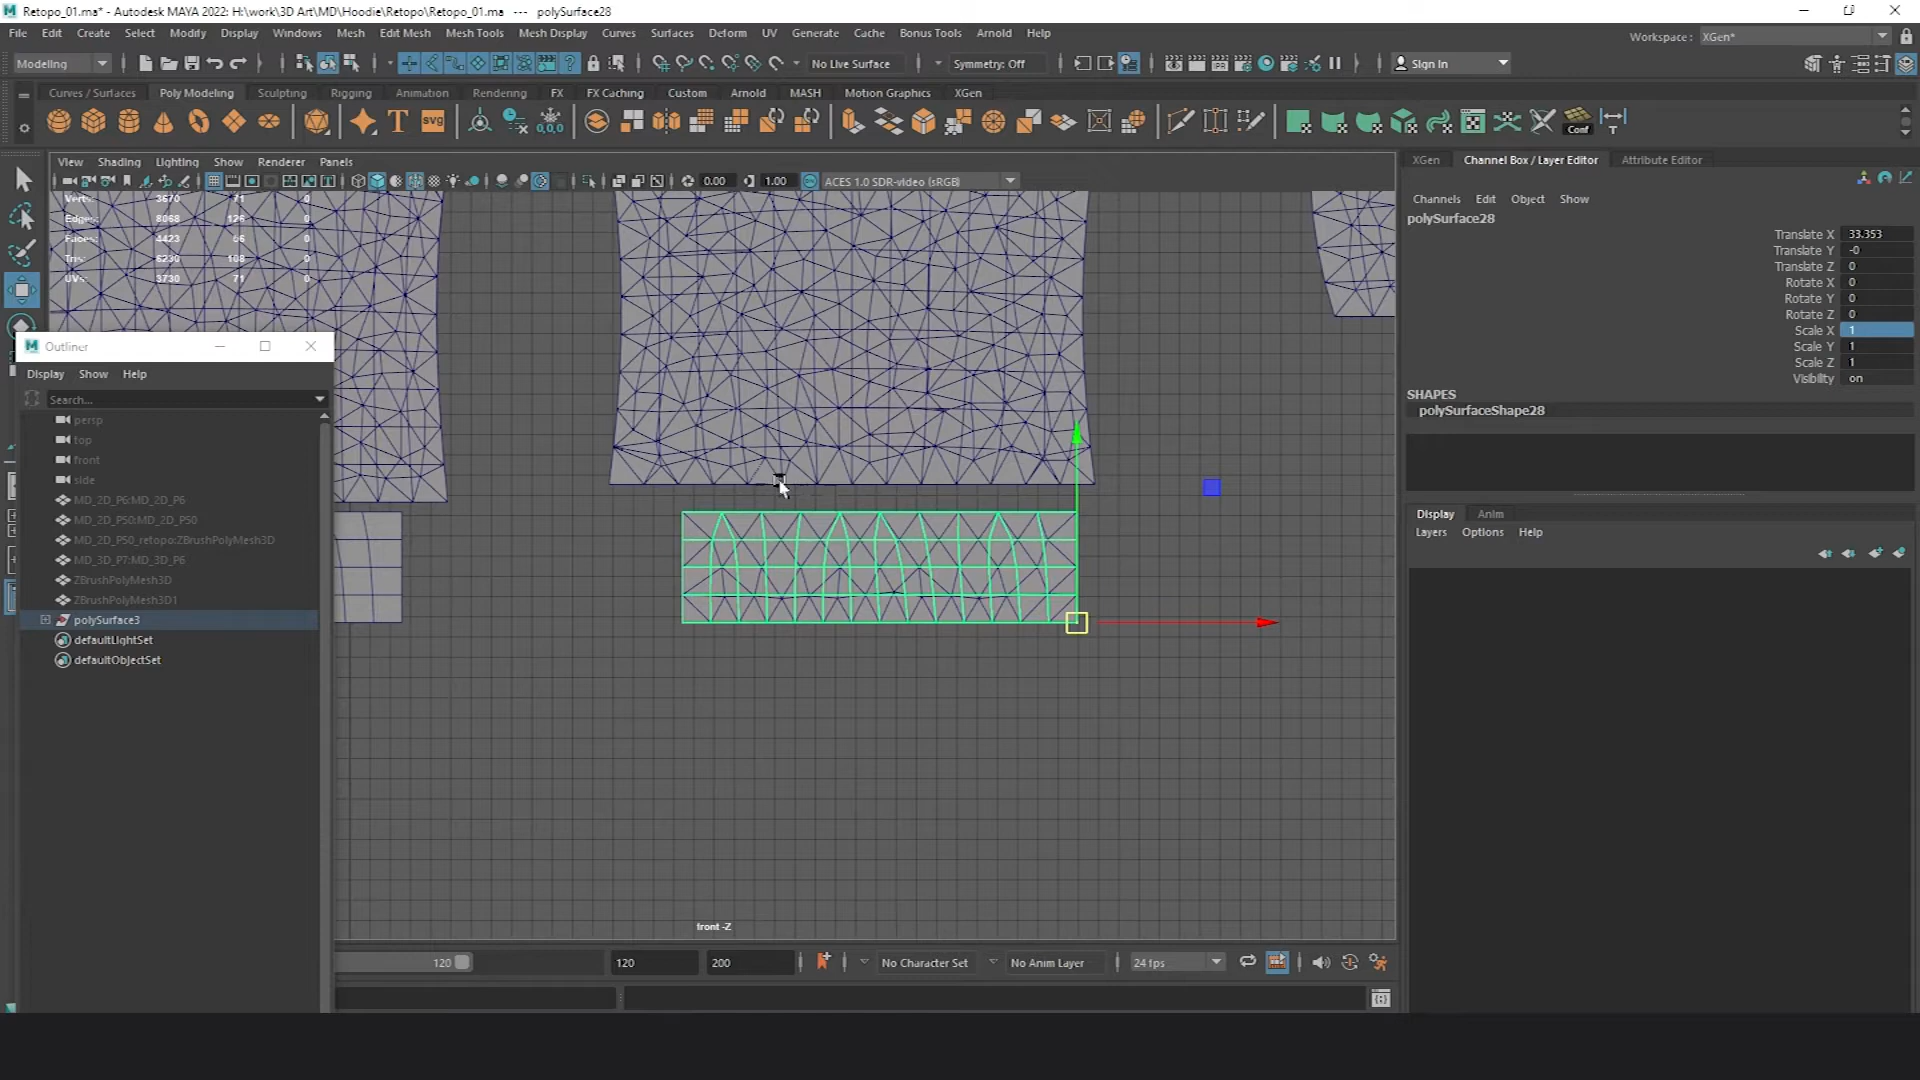 Retopo_01.ma* - Autodesk MAYA 2022: H:\work\3D Art\MD\Hoodie\Retopo\Retopo_01.ma --- polySurface28
File Edit Create Select Modify Display Windows Mesh Edit Mesh Mesh Tools Mesh Display Curves Surfaces Deform UV Generate Cache Bonus Tools Arnold Help
Workspace : XGen*
Modeling No Live Surface Symmetry: Off Sign In
Curves / Surfaces Poly Modeling Sculpting Rigging Animation Rendering FX FX Caching Custom Arnold MASH Motion Graphics XGen
T svg 0,0,0 Conf
View Shading Lighting Show Renderer Panels
0.00 1.00 ACES 1.0 SDR-video (sRGB)
Verts: 3670 71 0
Edges: 8068 126 0
Faces: 4423 56 0
Tris: 6230 108 0
UVs: 3730 71 0
Outliner
Display Show Help
Search...
persp
top
front
side
MD_2D_P6:MD_2D_P6
MD_2D_P50:MD_2D_P50
MD_2D_P50_retopo:ZBrushPolyMesh3D
MD_3D_P7:MD_3D_P6
ZBrushPolyMesh3D
ZBrushPolyMesh3D1
polySurface3
defaultLightSet
defaultObjectSet
front -Z
XGen Channel Box / Layer Editor Attribute Editor
Channels Edit Object Show
polySurface28
Translate X 33.353
Translate Y -0
Translate Z 0
Rotate X 0
Rotate Y 0
Rotate Z 0
Scale X 1
Scale Y 1
Scale Z 1
Visibility on
SHAPES
polySurfaceShape28
Display Anim
Layers Options Help
120 120 200 No Character Set No Anim Layer 24 fps